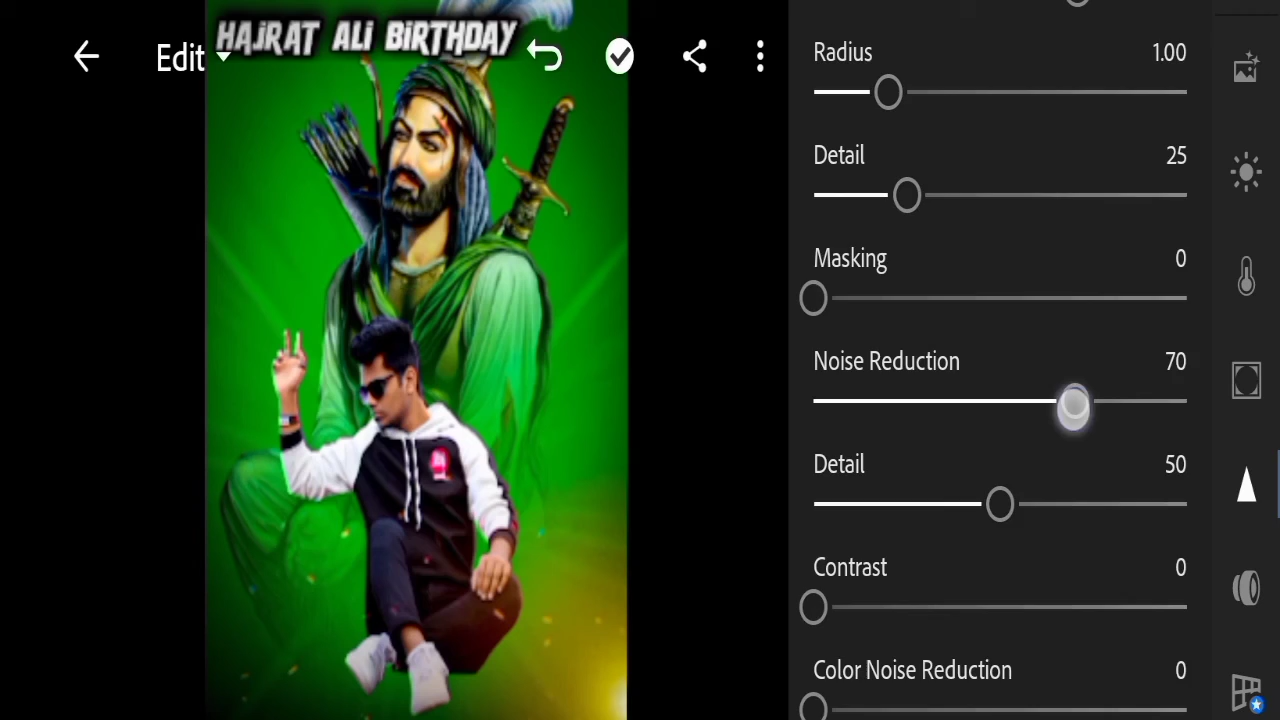 HAJRAT ALI BIRTHDAY
Edit
Radius 1.00
Detail 25
Masking 0
Noise Reduction 70
Detail 50
Contrast 0
Color Noise Reduction 0